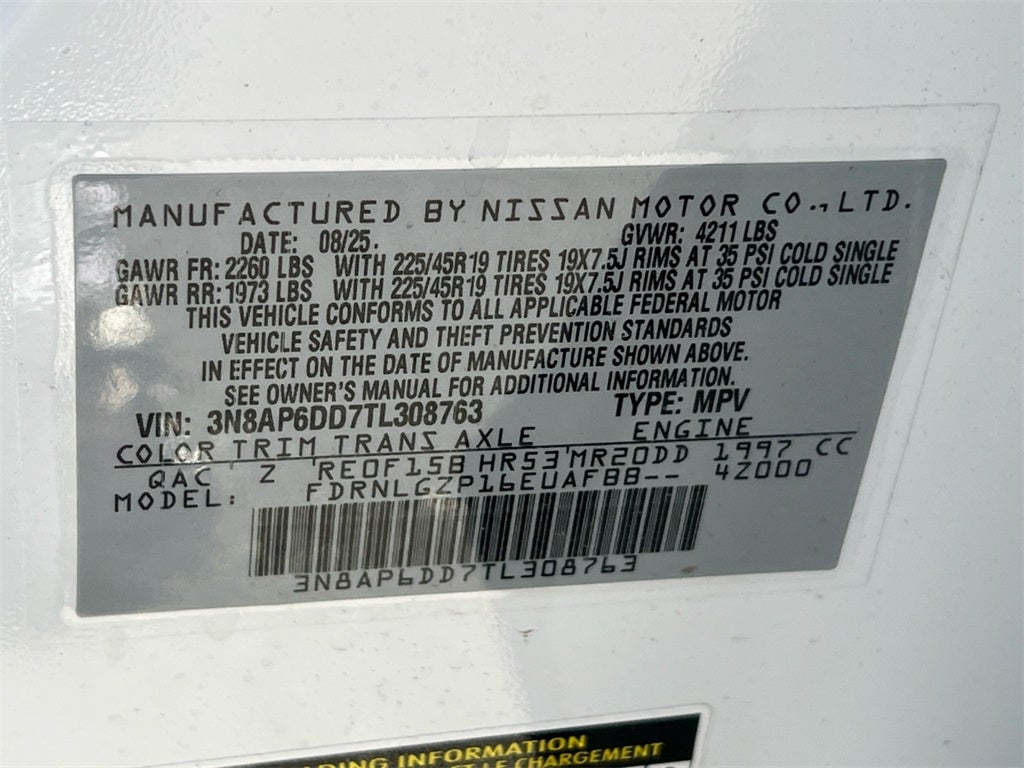 MANUFACTURED BY NISSAN MOTOR CO.,LTD.
DATE: 08/25. GVWR: 4211 LBS
GAWR FR: 2260 LBS WITH 225/45R19 TIRES 19X7.5J RIMS AT 35 PSI COLD SINGLE
GAWR RR: 1973 LBS WITH 225/45R19 TIRES 19X7.5J RIMS AT 35 PSI COLD SINGLE
THIS VEHICLE CONFORMS TO ALL APPLICABLE FEDERAL MOTOR
VEHICLE SAFETY AND THEFT PREVENTION STANDARDS
IN EFFECT ON THE DATE OF MANUFACTURE SHOWN ABOVE.
SEE OWNER'S MANUAL FOR ADDITIONAL INFORMATION.
VIN: 3N8AP6DD7TL308763 TYPE: MPV
COLOR TRIM TRANS AXLE ENGINE
QAC Z RE0F15B HR53 MR20DD 1997 CC
MODEL: FDRNLGZP16EUAFBB-- 4Z000
3N8AP6DD7TL308763
INFORMATION
LE CHARGEMENT